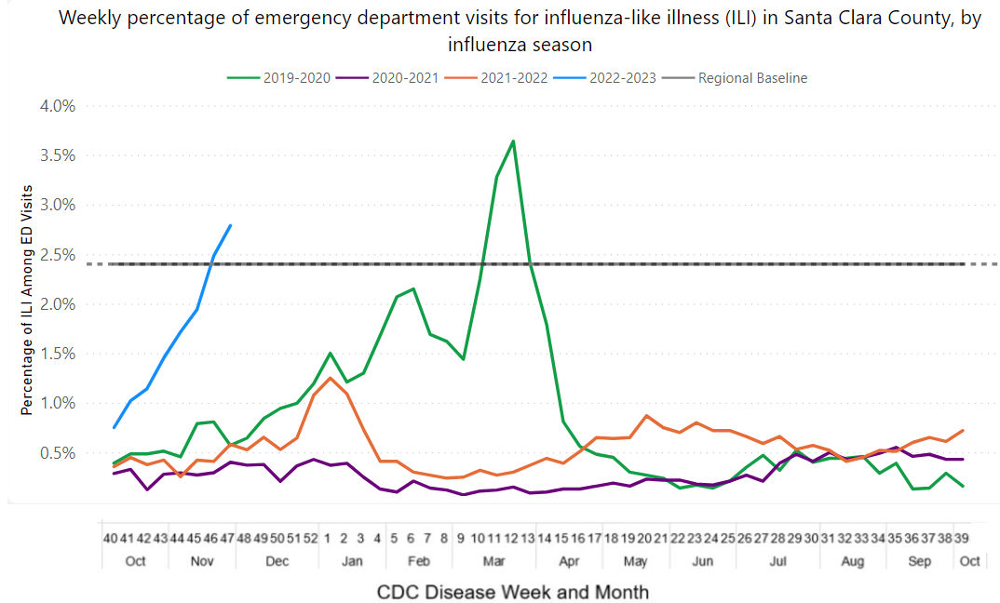 Weekly percentage of emergency department visits for influenza-like illness (ILI) in Santa Clara County, by
influenza season
2019-2020 2020-2021 2021-2022 2022-2023 Regional Baseline
4.0%
3.5%
3.0%
2.5%
2.0%
1.5%
1.0%
0.5%
Percentage of ILI Among ED Visits
40 41 42 43 44 45 46 47 48 49 50 51 52 1 2 3 4 5 6 7 8 9 10 11 12 13 14 15 16 17 18 19 20 21 22 23 24 25 26 27 28 29 30 31 32 33 34 35 36 37 38 39
Oct Nov Dec Jan Feb Mar Apr May Jun Jul Aug Sep Oct
CDC Disease Week and Month